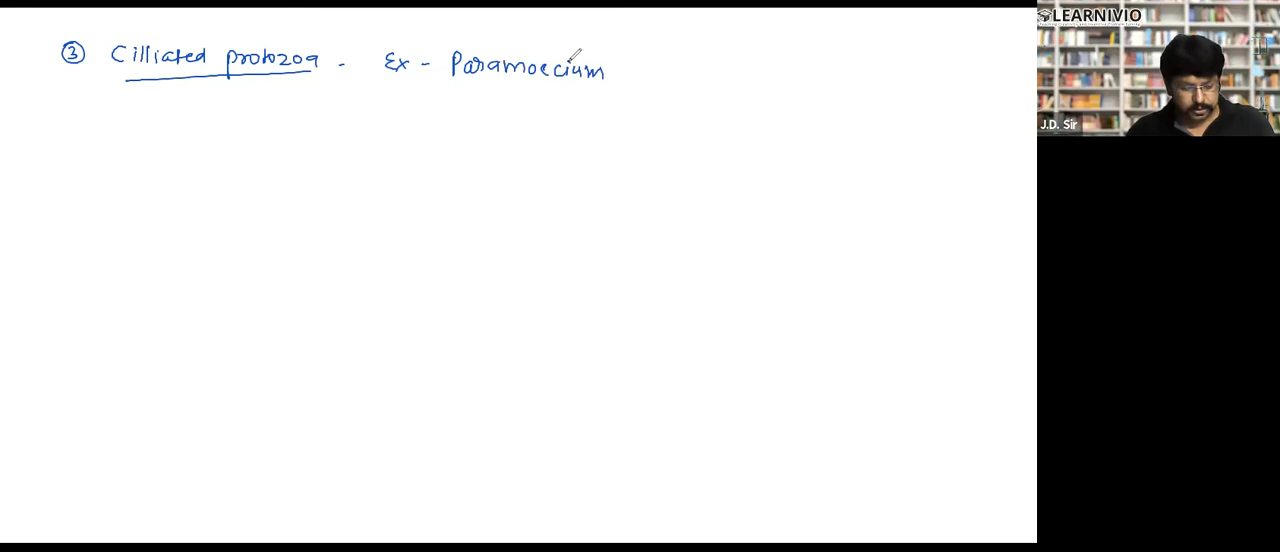 ③ Cilliated protozoa - Ex - Paramoecium
LEARNIVIO
J.D. Sir